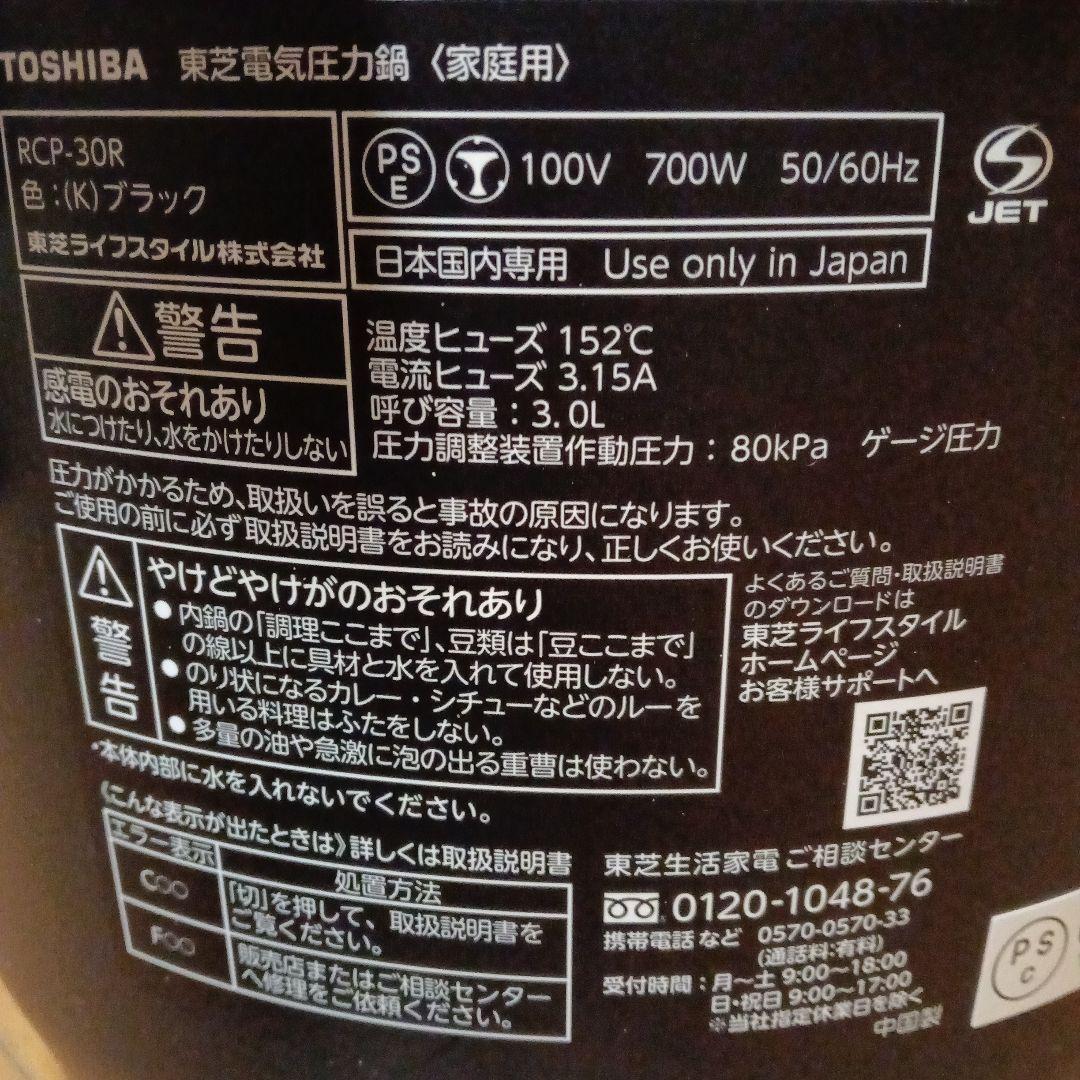 TOSHIBA 東芝電気圧力鍋〈家庭用〉
RCP-30R
色:(K)ブラック
東芝ライフスタイル株式会社
PS
E
100V 700W 50/60Hz
S
JET
日本国内専用 Use only in Japan
警告
感電のおそれあり
水につけたり、水をかけたりしない
温度ヒューズ 152℃
電流ヒューズ 3.15A
呼び容量:3.0L
圧力調整装置作動圧力:80kPa ゲージ圧力
圧力がかかるため、取扱いを誤ると事故の原因になります。
ご使用の前に必ず取扱説明書をお読みになり、正しくお使いください。
警告
やけどやけがのおそれあり
●内鍋の「調理ここまで」、豆類は「豆ここまで」
の線以上に具材と水を入れて使用しない。
●のり状になるカレー・シチューなどのルーを
用いる料理はふたをしない。
●多量の油や急激に泡の出る重曹は使わない。
よくあるご質問・取扱説明書
のダウンロードは
東芝ライフスタイル
ホームページ
お客様サポートへ
・本体内部に水を入れないでください。
《こんな表示が出たときは》詳しくは取扱説明書
エラー表示 処置方法
C00 「切」を押して、取扱説明書を
ご覧ください。
F00 販売店またはご相談センター
へ修理をご依頼ください。
東芝生活家電ご相談センター
0120-1048-76
携帯電話など 0570-0570-33
(通話料:有料)
受付時間:月〜土 9:00〜18:00
日・祝日 9:00〜17:00
※当社指定休業日を除く
中国製
PS
C